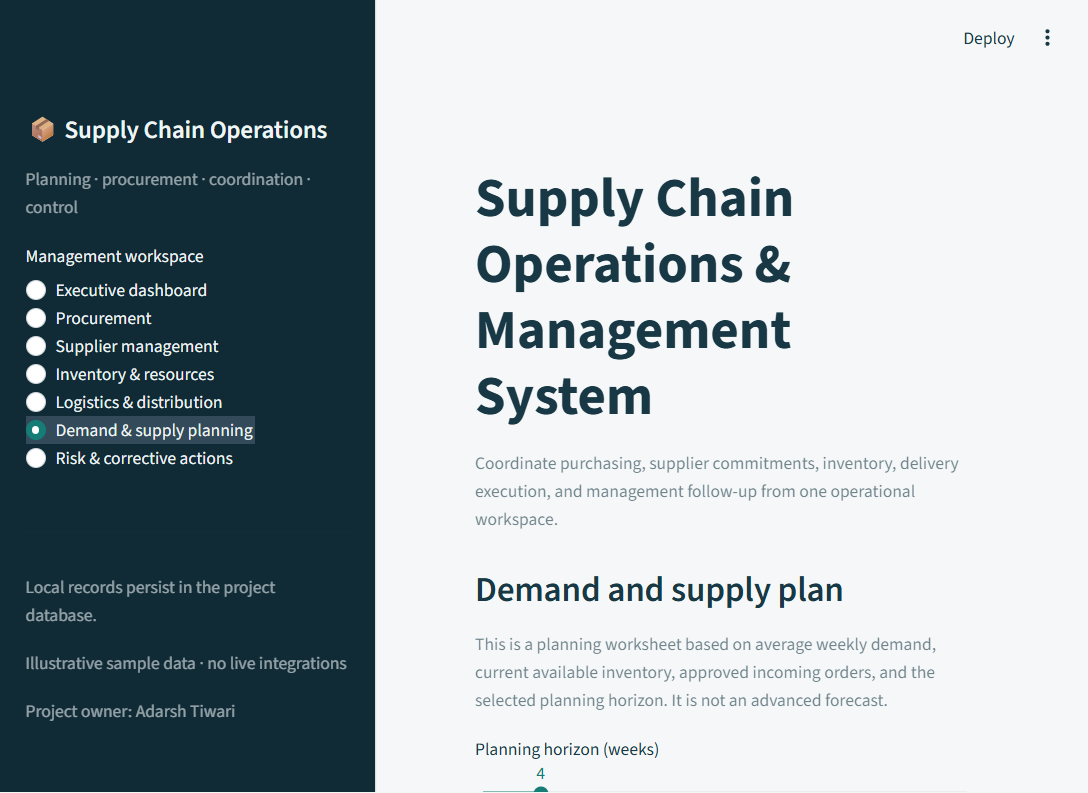 Deploy
Supply Chain Operations
Planning · procurement · coordination ·
control
Management workspace
Executive dashboard
Procurement
Supplier management
Inventory & resources
Logistics & distribution
Demand & supply planning
Risk & corrective actions
Local records persist in the project
database.
Illustrative sample data · no live integrations
Project owner: Adarsh Tiwari
Supply Chain
Operations &
Management
System
Coordinate purchasing, supplier commitments, inventory, delivery
execution, and management follow-up from one operational
workspace.
Demand and supply plan
This is a planning worksheet based on average weekly demand,
current available inventory, approved incoming orders, and the
selected planning horizon. It is not an advanced forecast.
Planning horizon (weeks)
4